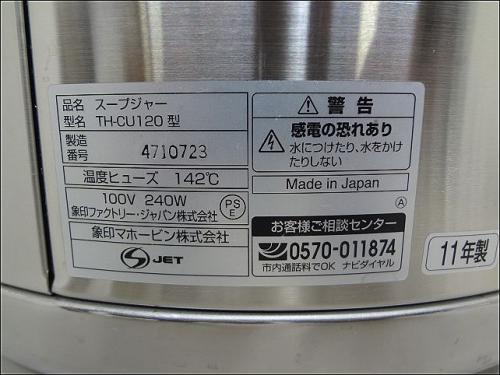 品名 スープジャー
型名 TH-CU120 型
製造
番号 4710723
温度ヒューズ 142℃
100V 240W
象印ファクトリー・ジャパン株式会社
PS
E
象印マホービン株式会社
S JET
警告
感電の恐れあり
水につけたり、水をかけ
たりしない
Made in Japan
A
お客様ご相談センター
0570-011874
市内通話料でOK ナビダイヤル
11年製